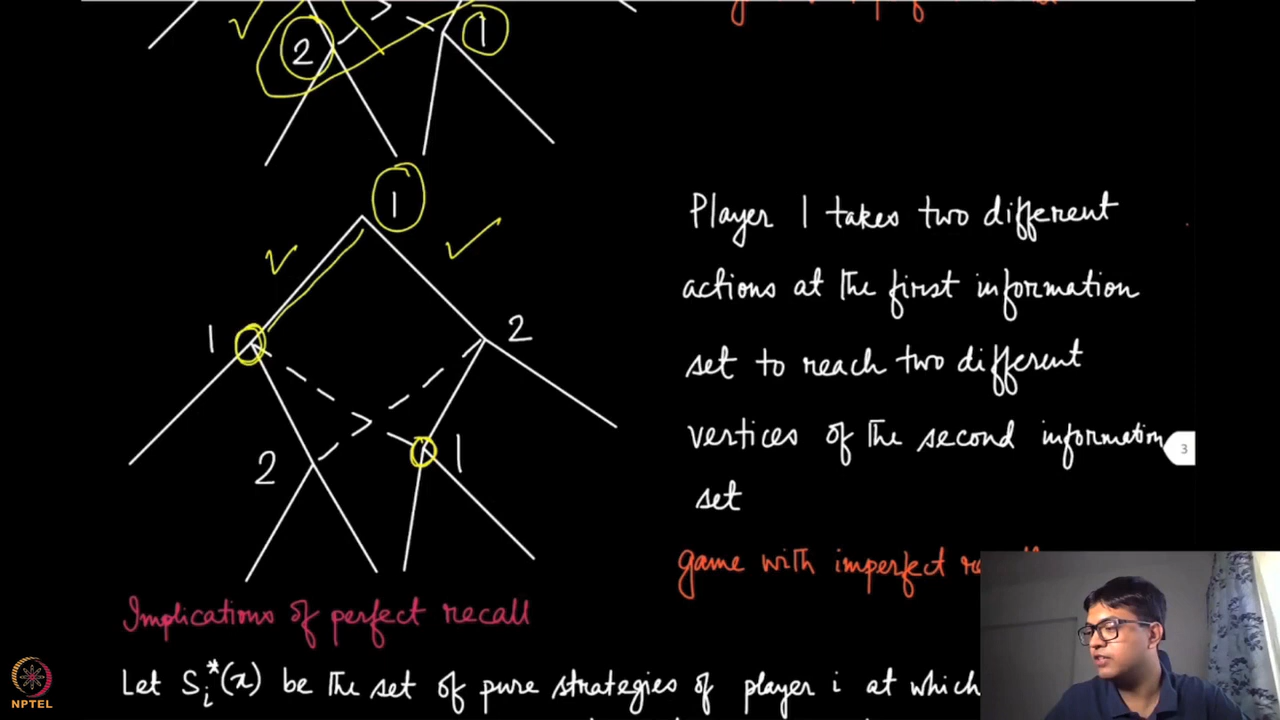 2
1
1
1
2
2
1
Player 1 takes two different
actions at the first information
set to reach two different
vertices of the second information
set
3
game with imperfect
Implications of perfect recall
Let Sᵢ*(x) be the set of pure strategies of player i at which
NPTEL